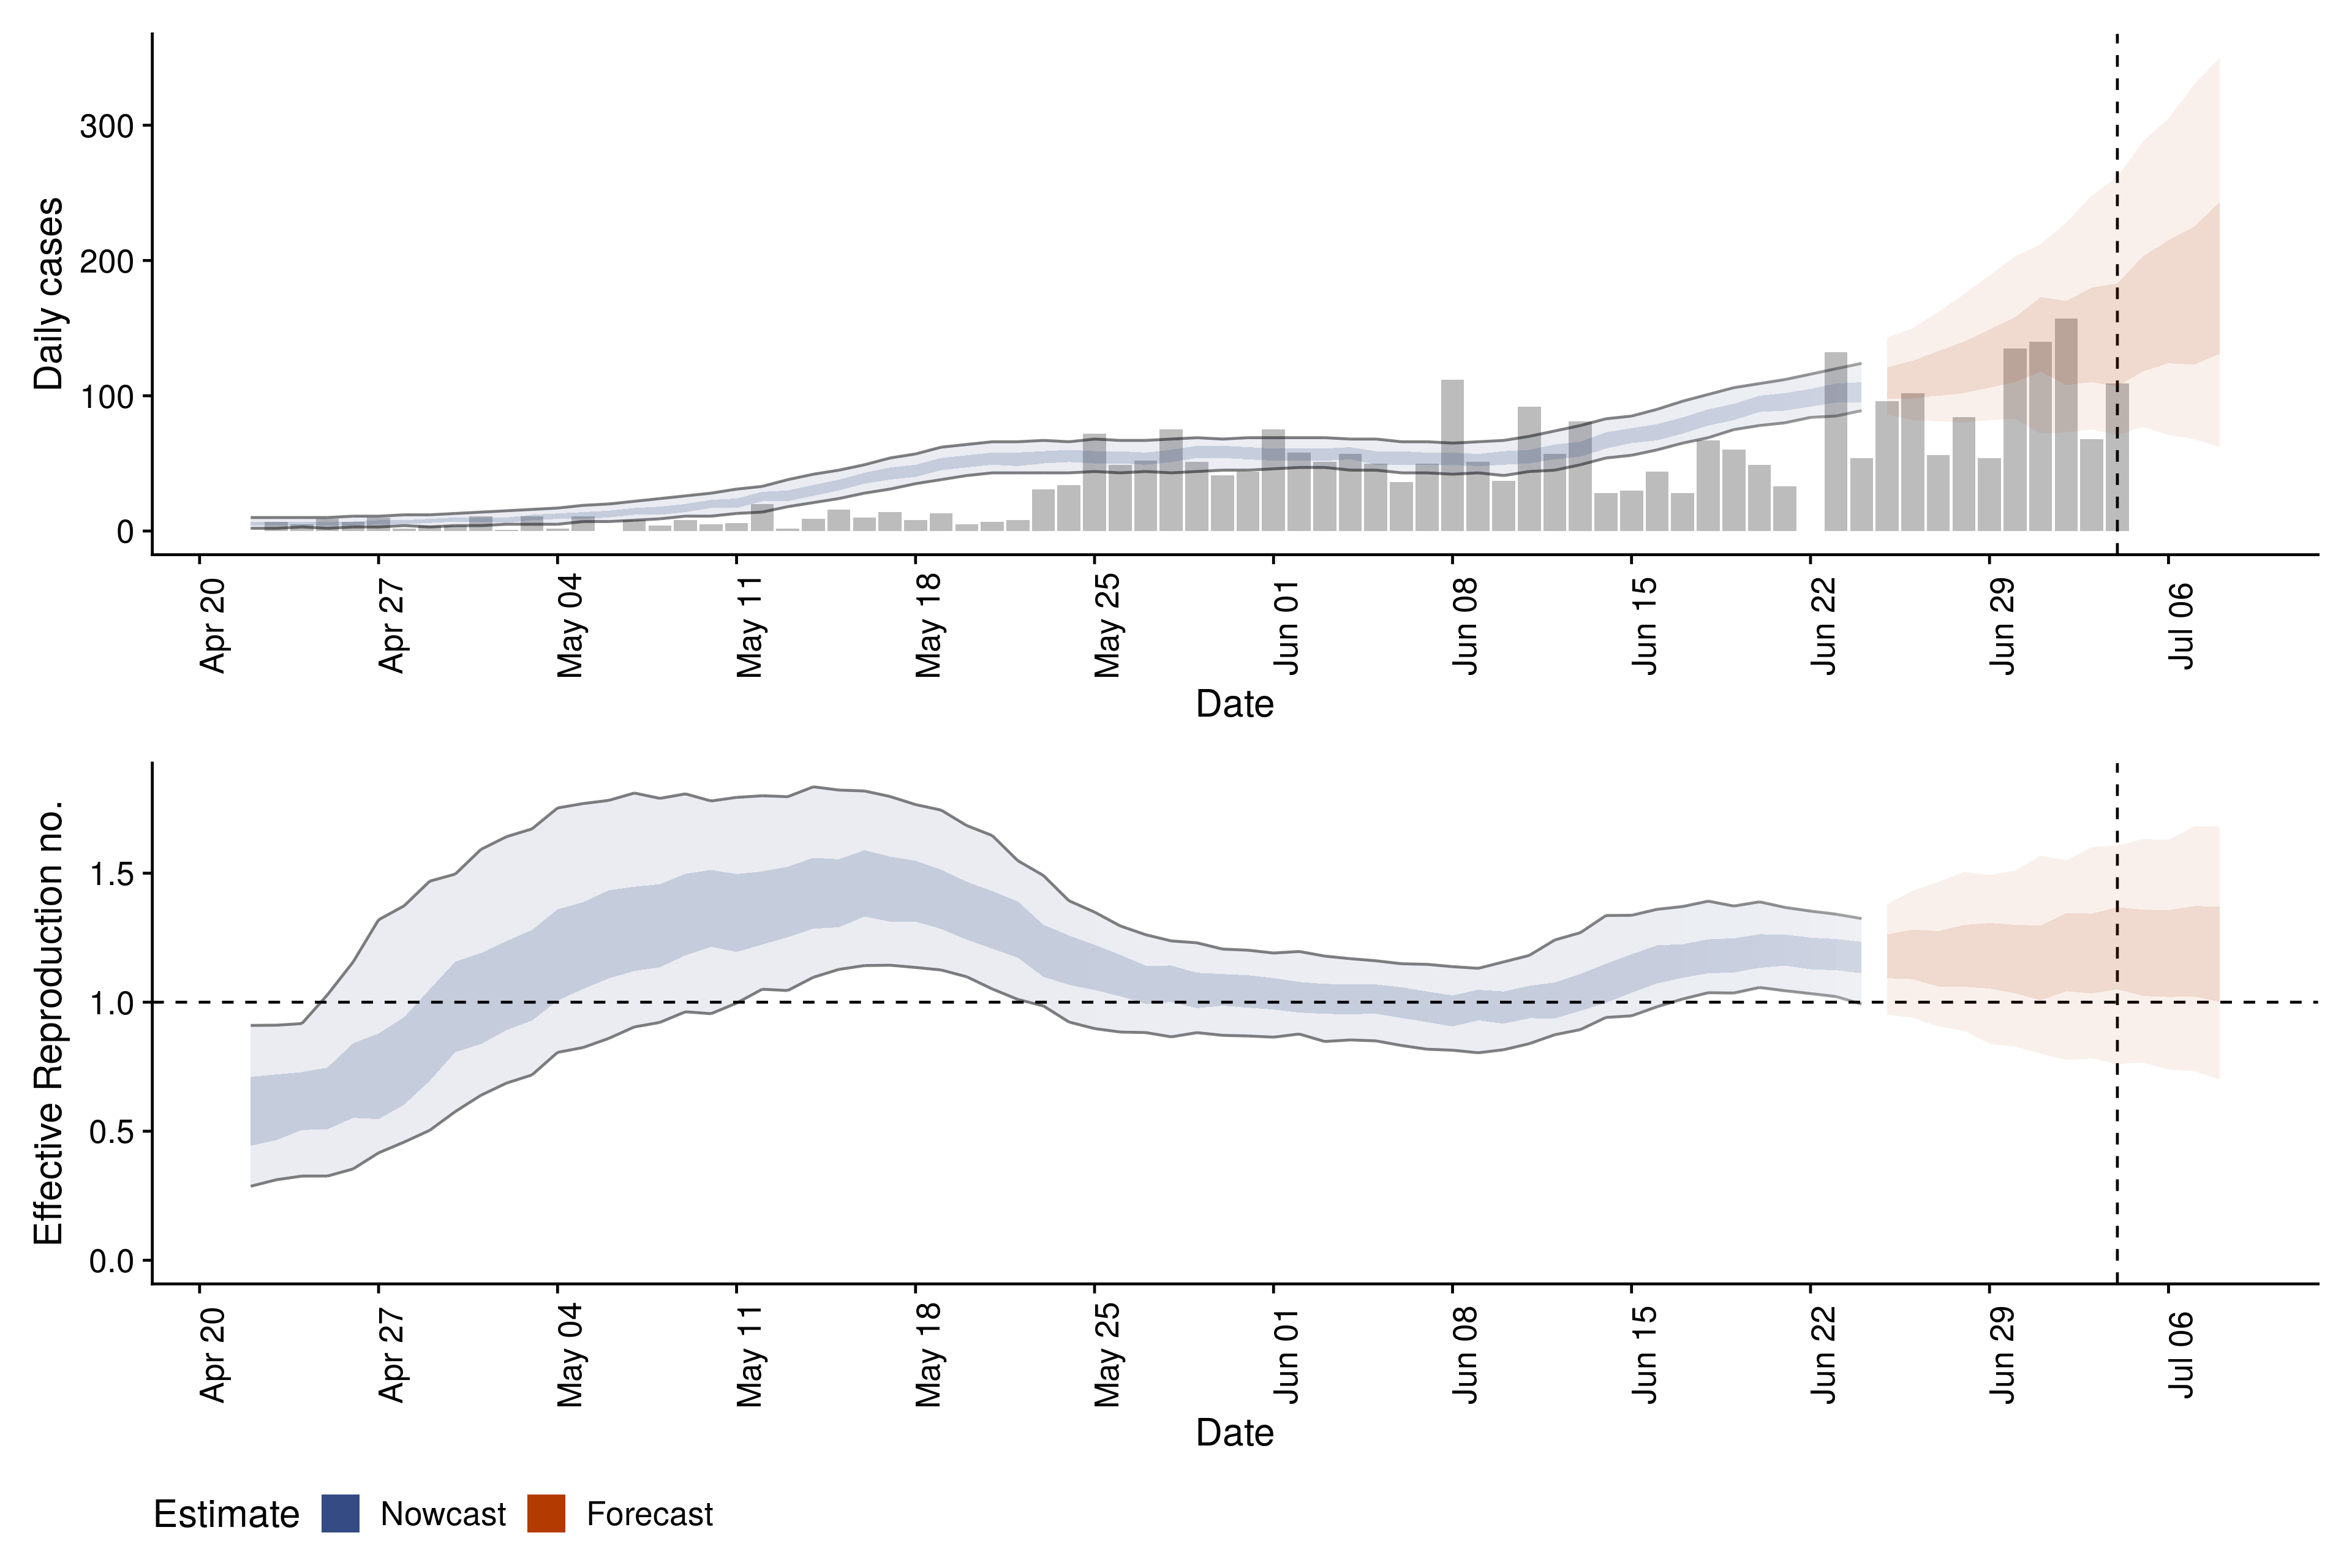 Daily cases
300
200
100
0
Apr 20
Apr 27
May 04
May 11
May 18
May 25
Jun 01
Jun 08
Jun 15
Jun 22
Jun 29
Jul 06
Date
Effective Reproduction no.
1.5
1.0
0.5
0.0
Apr 20
Apr 27
May 04
May 11
May 18
May 25
Jun 01
Jun 08
Jun 15
Jun 22
Jun 29
Jul 06
Date
Estimate Nowcast Forecast